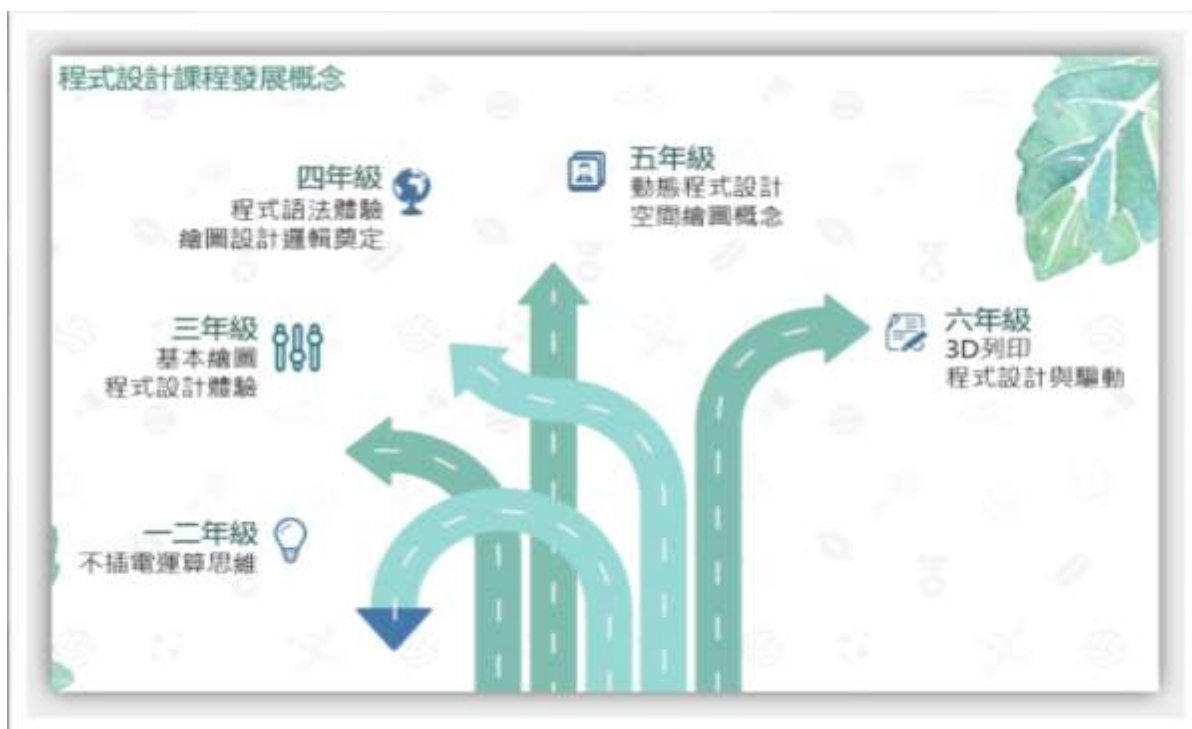 程式設計課程發展概念
四年級
程式語法體驗
繪圖設計邏輯奠定
五年級
動態程式設計
空間繪圖概念
三年級
基本繪圖
程式設計體驗
六年級
3D列印
程式設計與驅動
一二年級
不插電運算思維